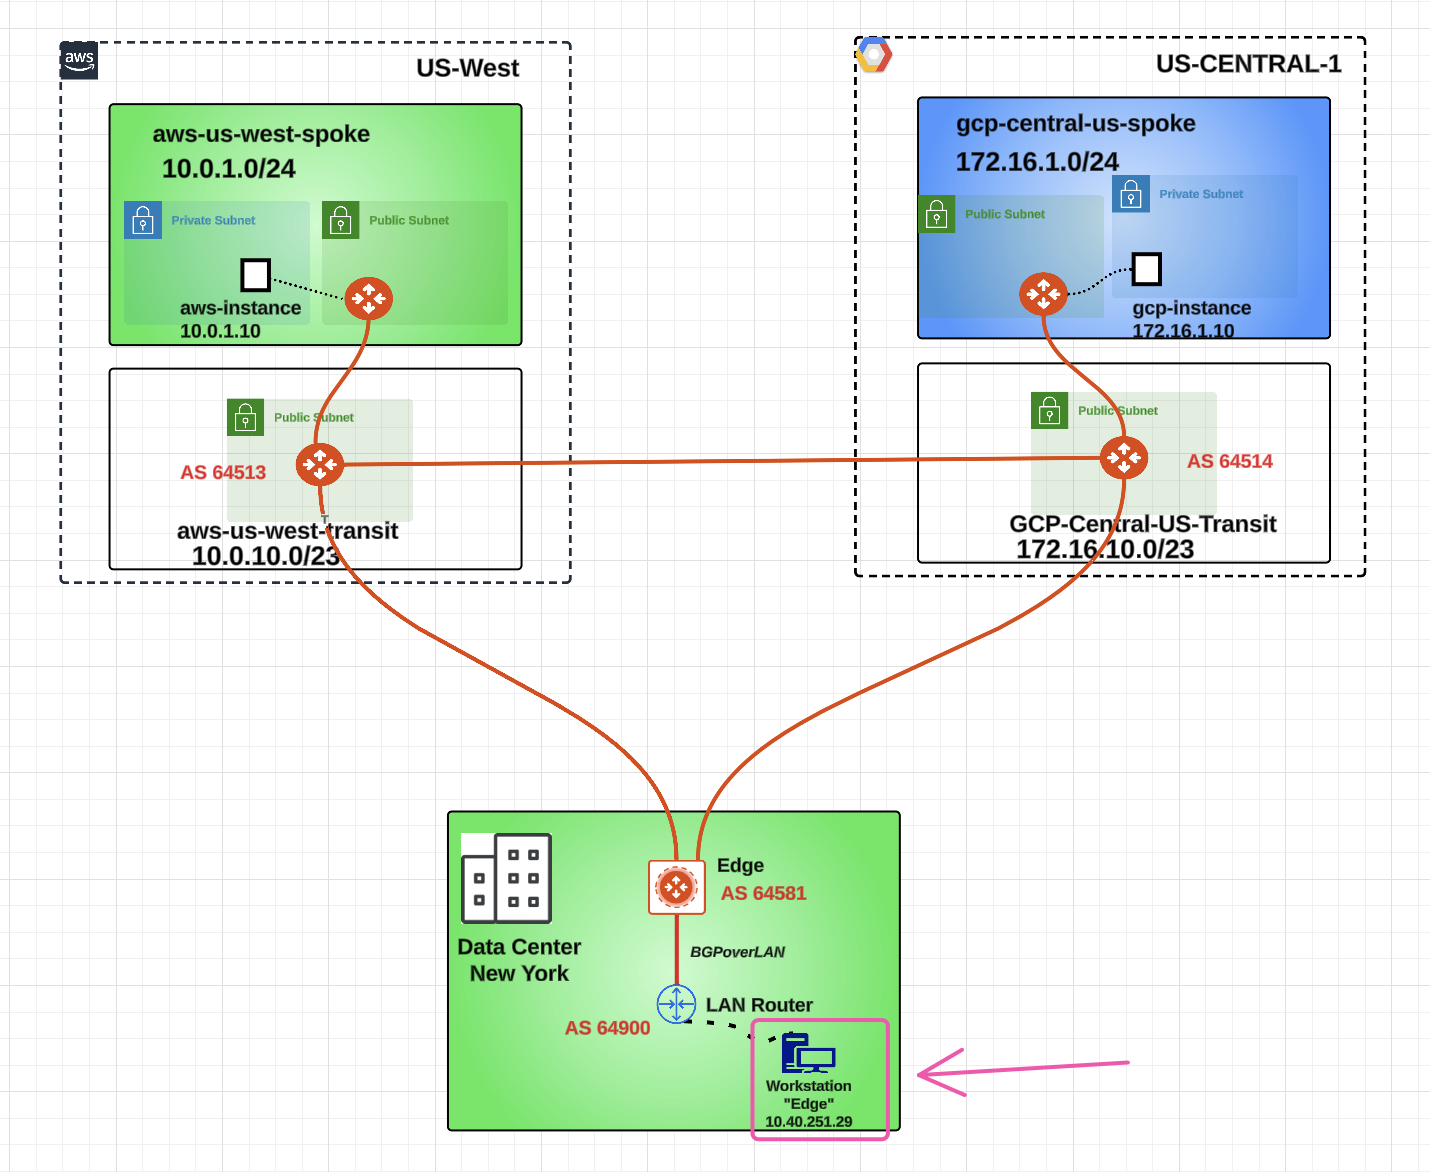 aws
US-West
aws-us-west-spoke
10.0.1.0/24
Private Subnet
Public Subnet
aws-instance
10.0.1.10
Public Subnet
AS 64513
T
aws-us-west-transit
10.0.10.0/23
US-CENTRAL-1
gcp-central-us-spoke
172.16.1.0/24
Public Subnet
Private Subnet
gcp-instance
172.16.1.10
Public Subnet
AS 64514
GCP-Central-US-Transit
172.16.10.0/23
Edge
AS 64581
Data Center
New York
BGPoverLAN
LAN Router
AS 64900
Workstation
"Edge"
10.40.251.29